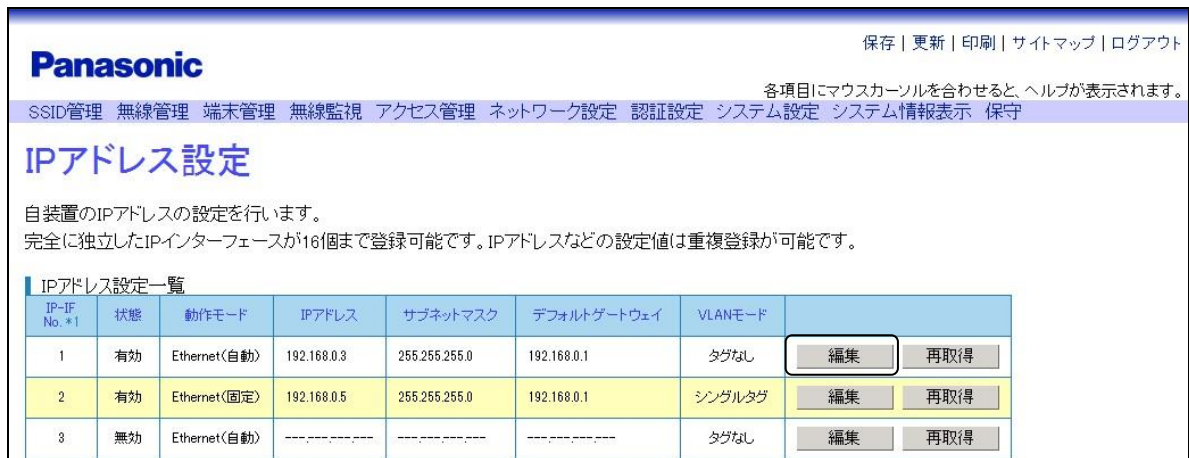 保存 | 更新 | 印刷 | サイトマップ | ログアウト
Panasonic
各項目にマウスカーソルを合わせると、ヘルプが表示されます。
SSID管理 無線管理 端末管理 無線監視 アクセス管理 ネットワーク設定 認証設定 システム設定 システム情報表示 保守
IPアドレス設定
自装置のIPアドレスの設定を行います。
完全に独立したIPインターフェースが16個まで登録可能です。IPアドレスなどの設定値は重複登録が可能です。
IPアドレス設定一覧
IP-IF No.*1 状態 動作モード IPアドレス サブネットマスク デフォルトゲートウェイ VLANモード
1 有効 Ethernet(自動) 192.168.0.3 255.255.255.0 192.168.0.1 タグなし 編集 再取得
2 有効 Ethernet(固定) 192.168.0.5 255.255.255.0 192.168.0.1 シングルタグ 編集 再取得
3 無効 Ethernet(自動) ---.---.---.--- ---.---.---.--- ---.---.---.--- タグなし 編集 再取得